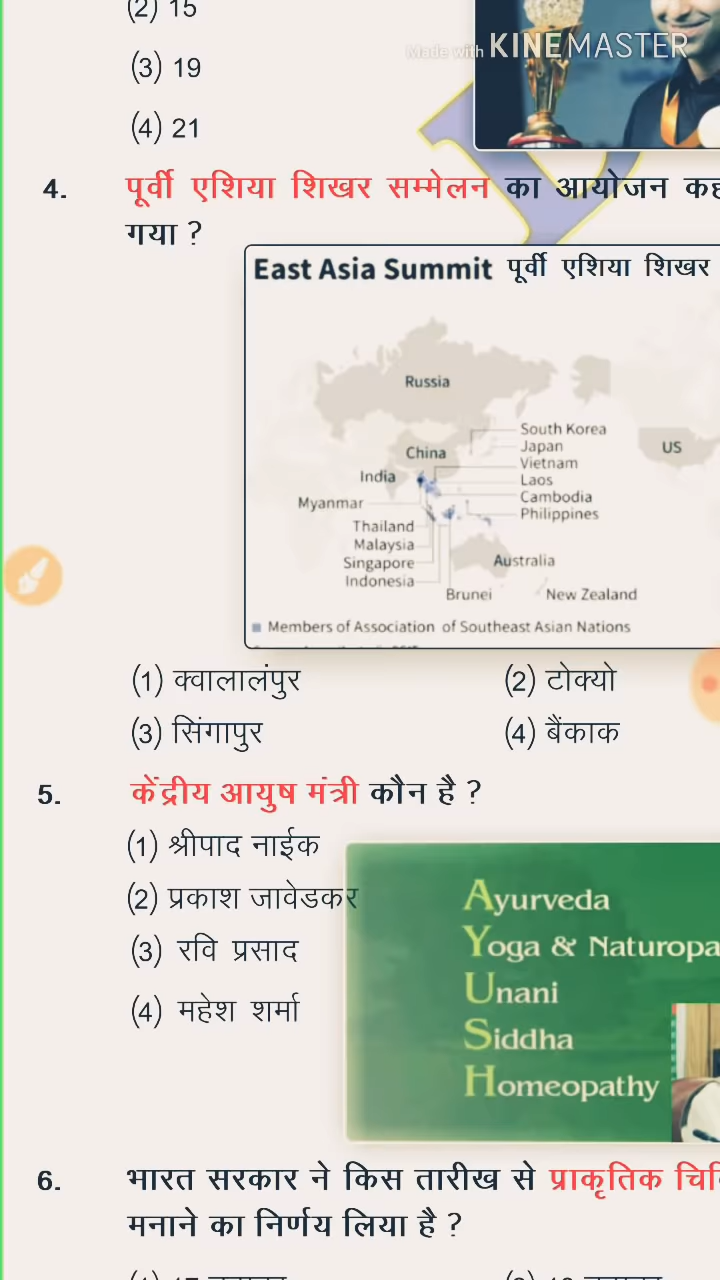 (2) 15
Made with KINEMASTER
(3) 19
(4) 21
4. पूर्वी एशिया शिखर सम्मेलन का आयोजन
गया ?
East Asia Summit पूर्वी एशिया शिखर
Russia
South Korea
China
Japan
US
Vietnam
India
Laos
Myanmar
Cambodia
Philippines
Thailand
Malaysia
Singapore
Australia
Indonesia
Brunei
New Zealand
Members of Association of Southeast Asian Nations
(1) क्वालालंपुर (2) टोक्यो
(3) सिंगापुर (4) बैंकाक
5. केंद्रीय आयुष मंत्री कौन है ?
(1) श्रीपाद नाईक
(2) प्रकाश जावेडकर
(3) रवि प्रसाद
(4) महेश शर्मा
Ayurveda
Yoga & Naturopa
Unani
Siddha
Homeopathy
6. भारत सरकार ने किस तारीख से प्राकृतिक
मनाने का निर्णय लिया है ?